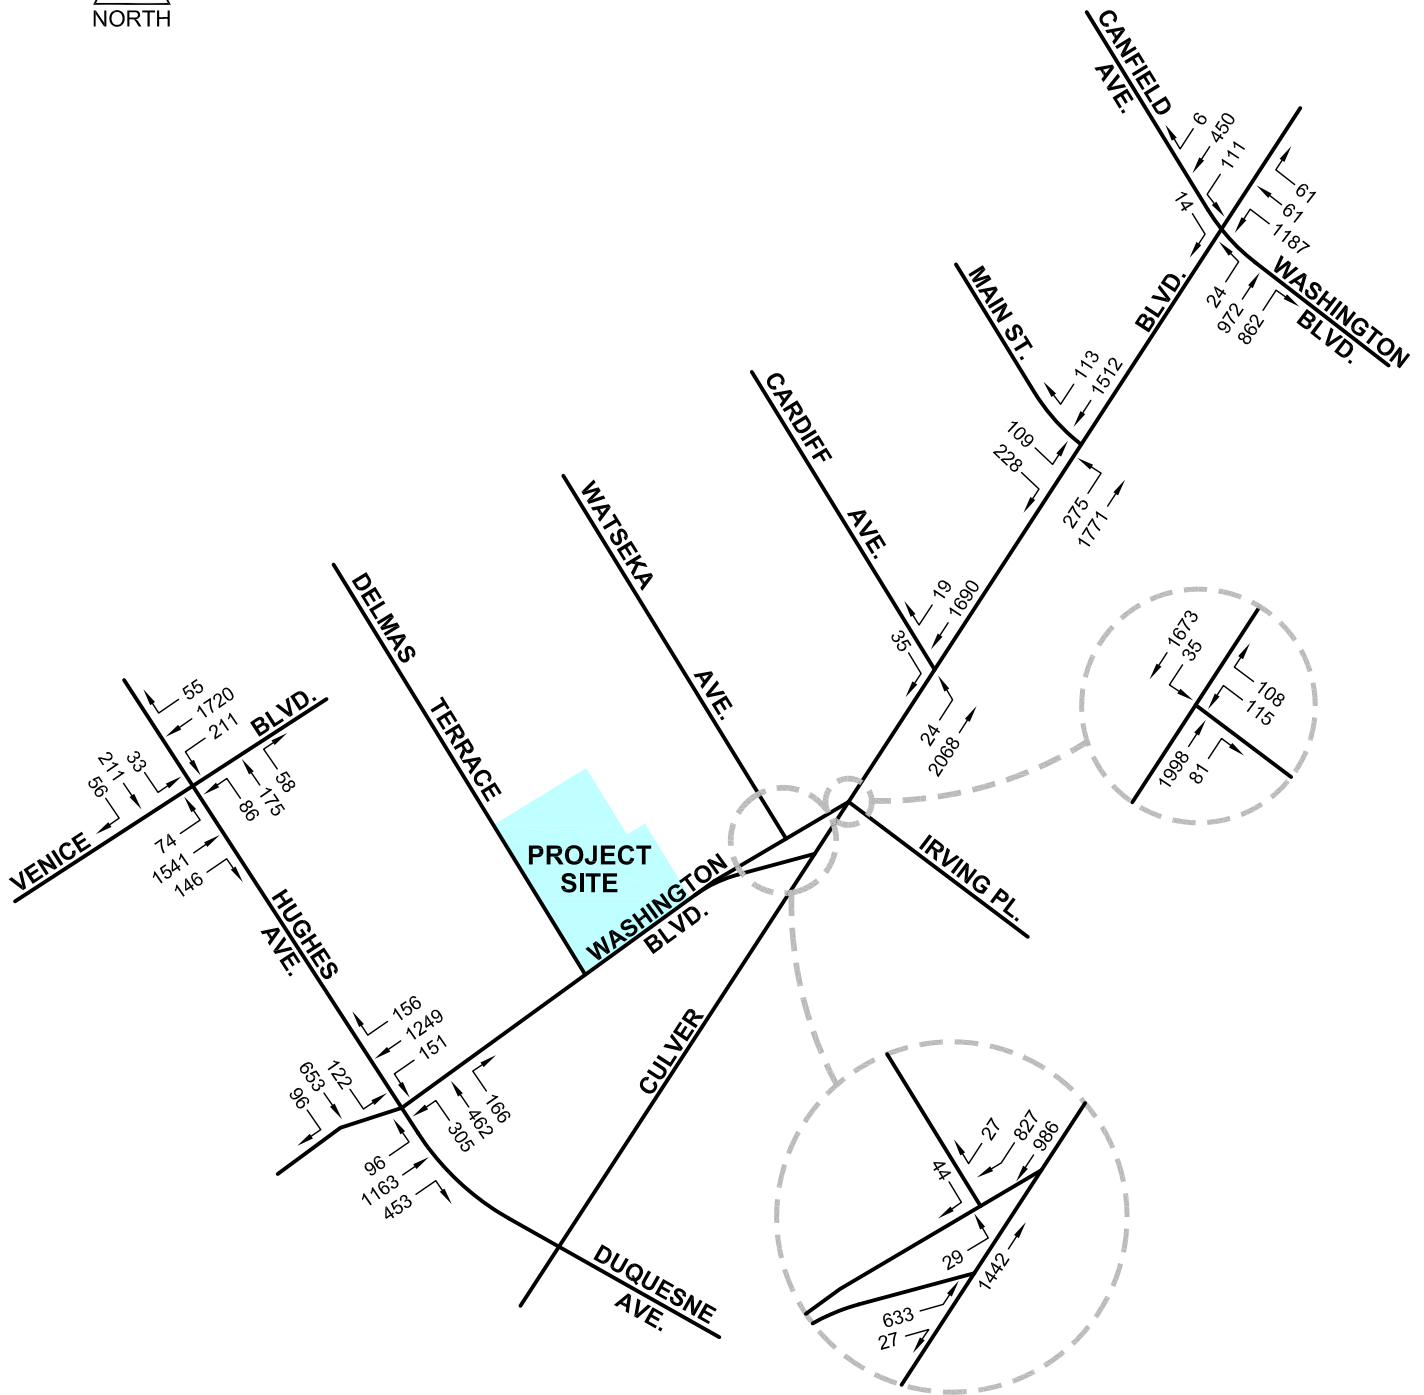 NORTH
CANFIELD
AVE.
6
450
111
14
61
61
1187
24
972
862
WASHINGTON
BLVD.
BLVD.
MAIN ST.
113
1512
109
228
275
1771
CARDIFF
AVE.
19
1690
35
24
2068
WATSEKA
AVE.
DELMAS
TERRACE
1673
35
108
115
1998
81
55
1720
211
BLVD.
33
211
56
58
175
86
VENICE
74
1541
146
PROJECT
SITE
WASHINGTON
BLVD.
IRVING PL.
HUGHES
AVE.
156
1249
151
122
653
96
166
462
305
96
1163
453
CULVER
27
827
986
44
29
1442
633
27
DUQUESNE
AVE.